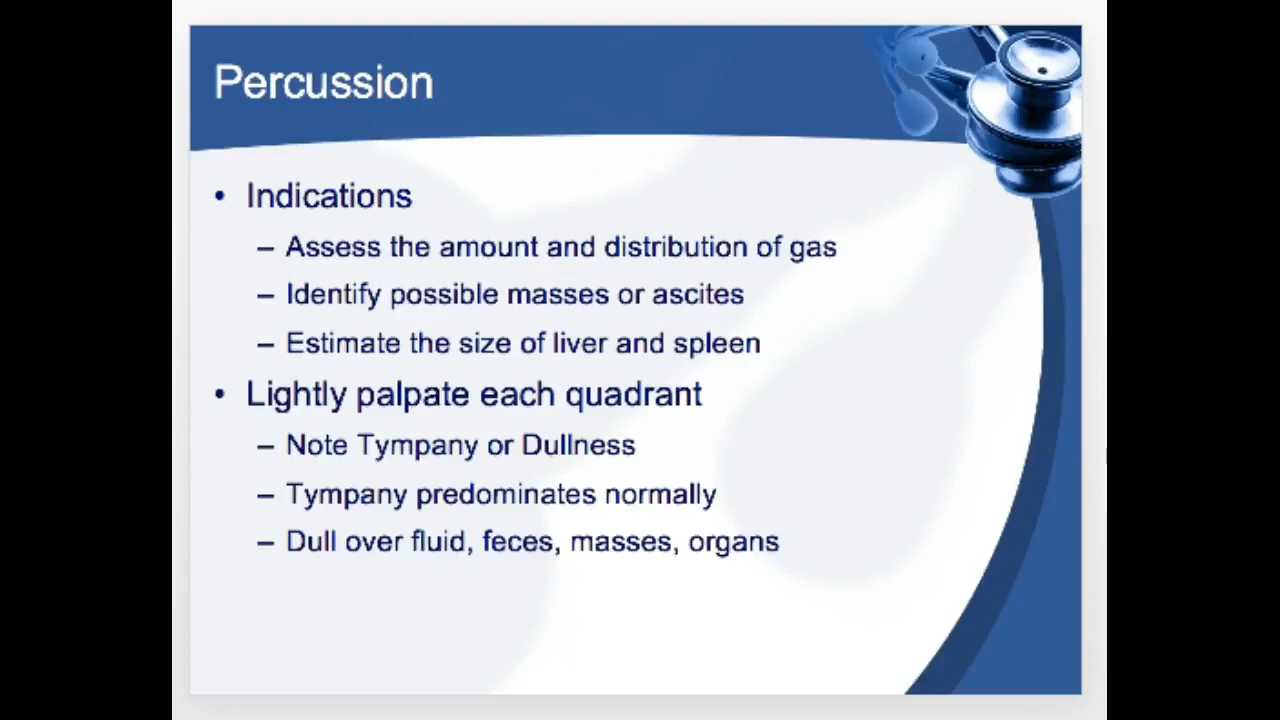 Percussion
• Indications
– Assess the amount and distribution of gas
– Identify possible masses or ascites
– Estimate the size of liver and spleen
• Lightly palpate each quadrant
– Note Tympany or Dullness
– Tympany predominates normally
– Dull over fluid, feces, masses, organs